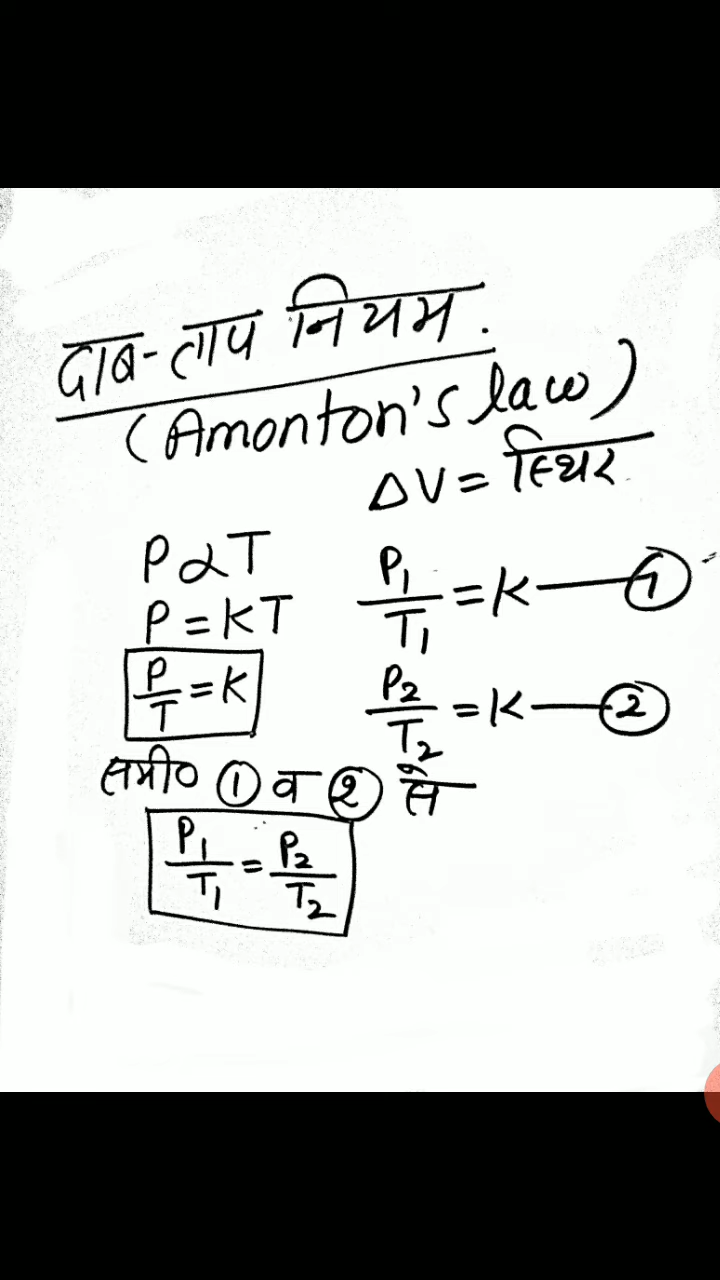 दाब-ताप नियम.
(Amonton's law)
ΔV = स्थिर
P ∝ T
P = KT
P/T = K
P₁/T₁ = K — ①
P₂/T₂ = K — ②
समी० ① व ② से
P₁/T₁ = P₂/T₂